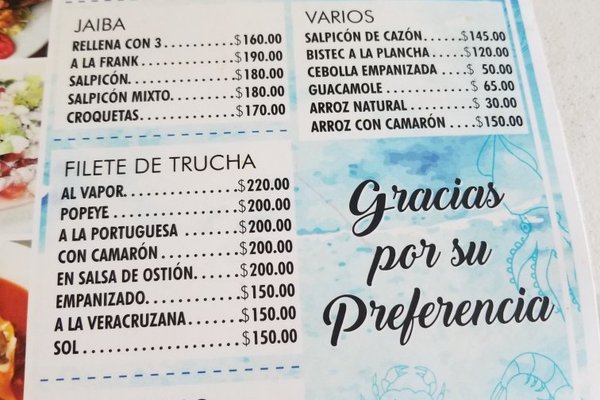 JAIBA
RELLENA CON 3..........$160.00
A LA FRANK.............$190.00
SALPICÓN...............$180.00
SALPICÓN MIXTO.........$180.00
CROQUETAS..............$170.00
VARIOS
SALPICÓN DE CAZÓN......$145.00
BISTEC A LA PLANCHA....$120.00
CEBOLLA EMPANIZADA ....$ 50.00
GUACAMOLE..............$ 65.00
ARROZ NATURAL..........$ 30.00
ARROZ CON CAMARÓN ....$150.00
FILETE DE TRUCHA
AL VAPOR...............$220.00
POPEYE.................$200.00
A LA PORTUGUESA........$200.00
CON CAMARÓN............$200.00
EN SALSA DE OSTIÓN.....$200.00
EMPANIZADO.............$150.00
A LA VERACRUZANA.......$150.00
SOL....................$150.00
Gracias
por su
Preferencia